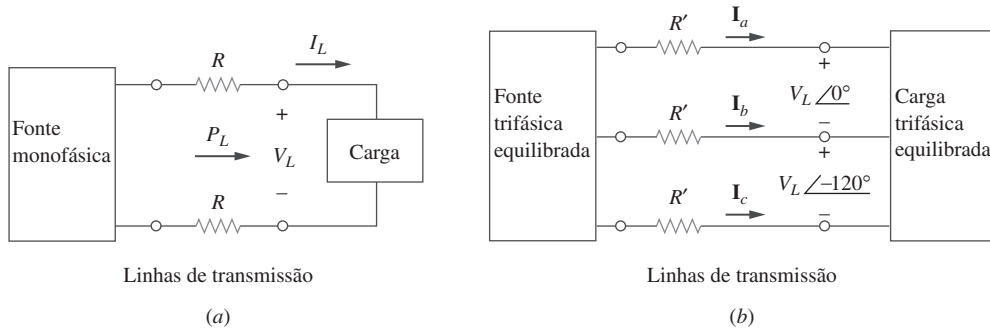 I_L
R
+
Fonte
monofásica
P_L
V_L
Carga
–
R
Linhas de transmissão
(a)
R′
I_a
+
Fonte
trifásica
equilibrada
V_L ∠0°
Carga
trifásica
equilibrada
R′
I_b
–
+
V_L ∠–120°
R′
I_c
–
Linhas de transmissão
(b)